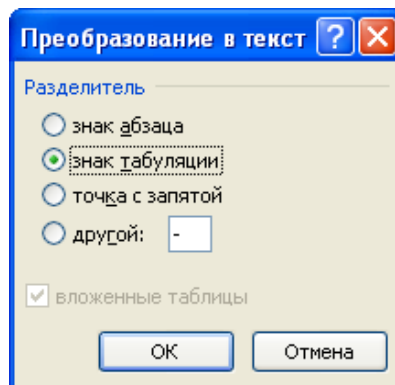 Преобразование в текст ?
Разделитель
знак абзаца
знак табуляции
точка с запятой
другой: -
вложенные таблицы
ОК Отмена